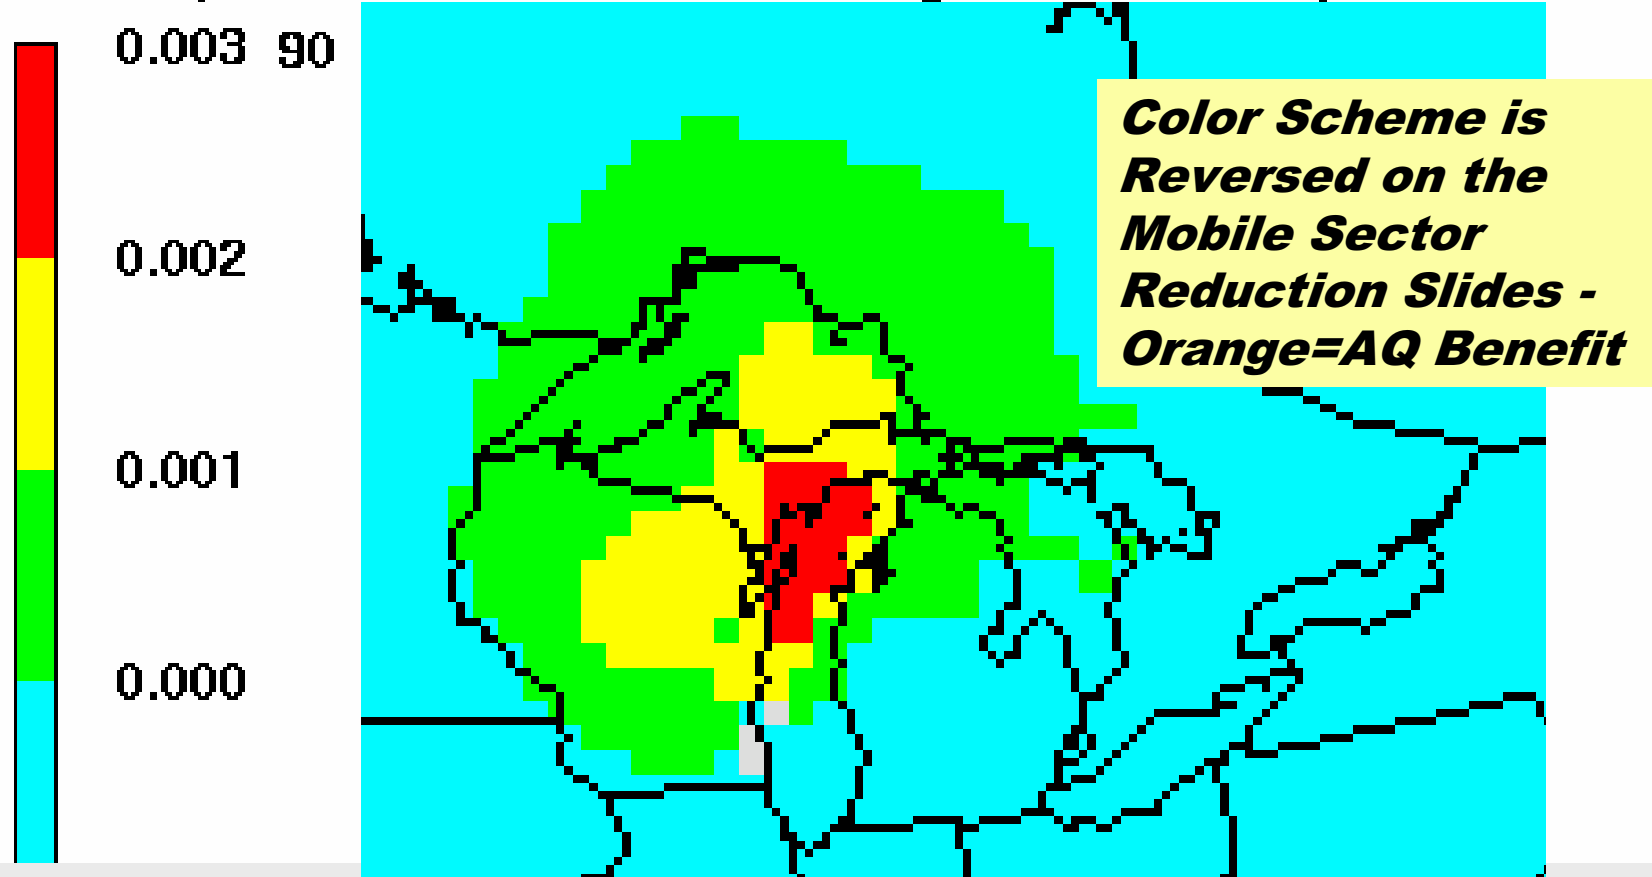 0.003 90
0.002
0.001
0.000
Color Scheme is
Reversed on the
Mobile Sector
Reduction Slides -
Orange=AQ Benefit